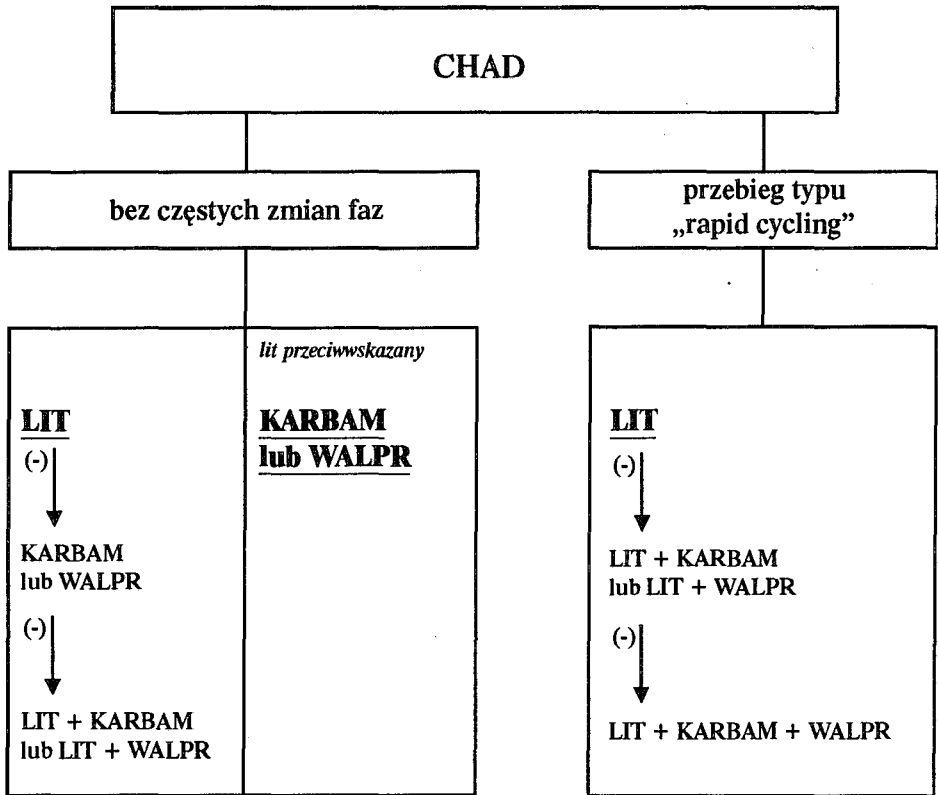 CHAD
bez częstych zmian faz
przebieg typu
„rapid cycling”
LIT
(-)
KARBAM
lub WALPR
(-)
LIT + KARBAM
lub LIT + WALPR
lit przeciwwskazany
KARBAM
lub WALPR
LIT
(-)
LIT + KARBAM
lub LIT + WALPR
(-)
LIT + KARBAM + WALPR